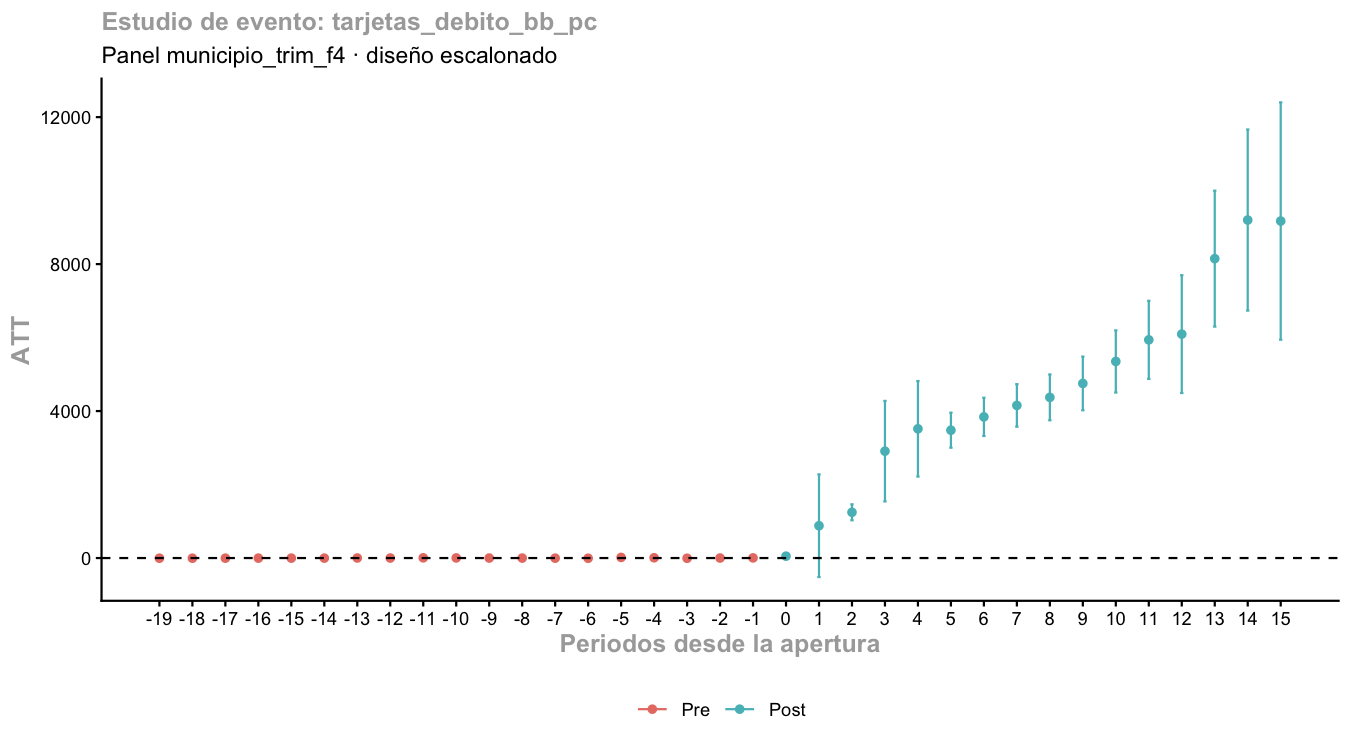 Estudio de evento: tarjetas_debito_bb_pc
Panel municipio_trim_f4 · diseño escalonado
12000
8000
4000
0
ATT
-19 -18 -17 -16 -15 -14 -13 -12 -11 -10 -9 -8 -7 -6 -5 -4 -3 -2 -1 0 1 2 3 4 5 6 7 8 9 10 11 12 13 14 15
Periodos desde la apertura
Pre Post